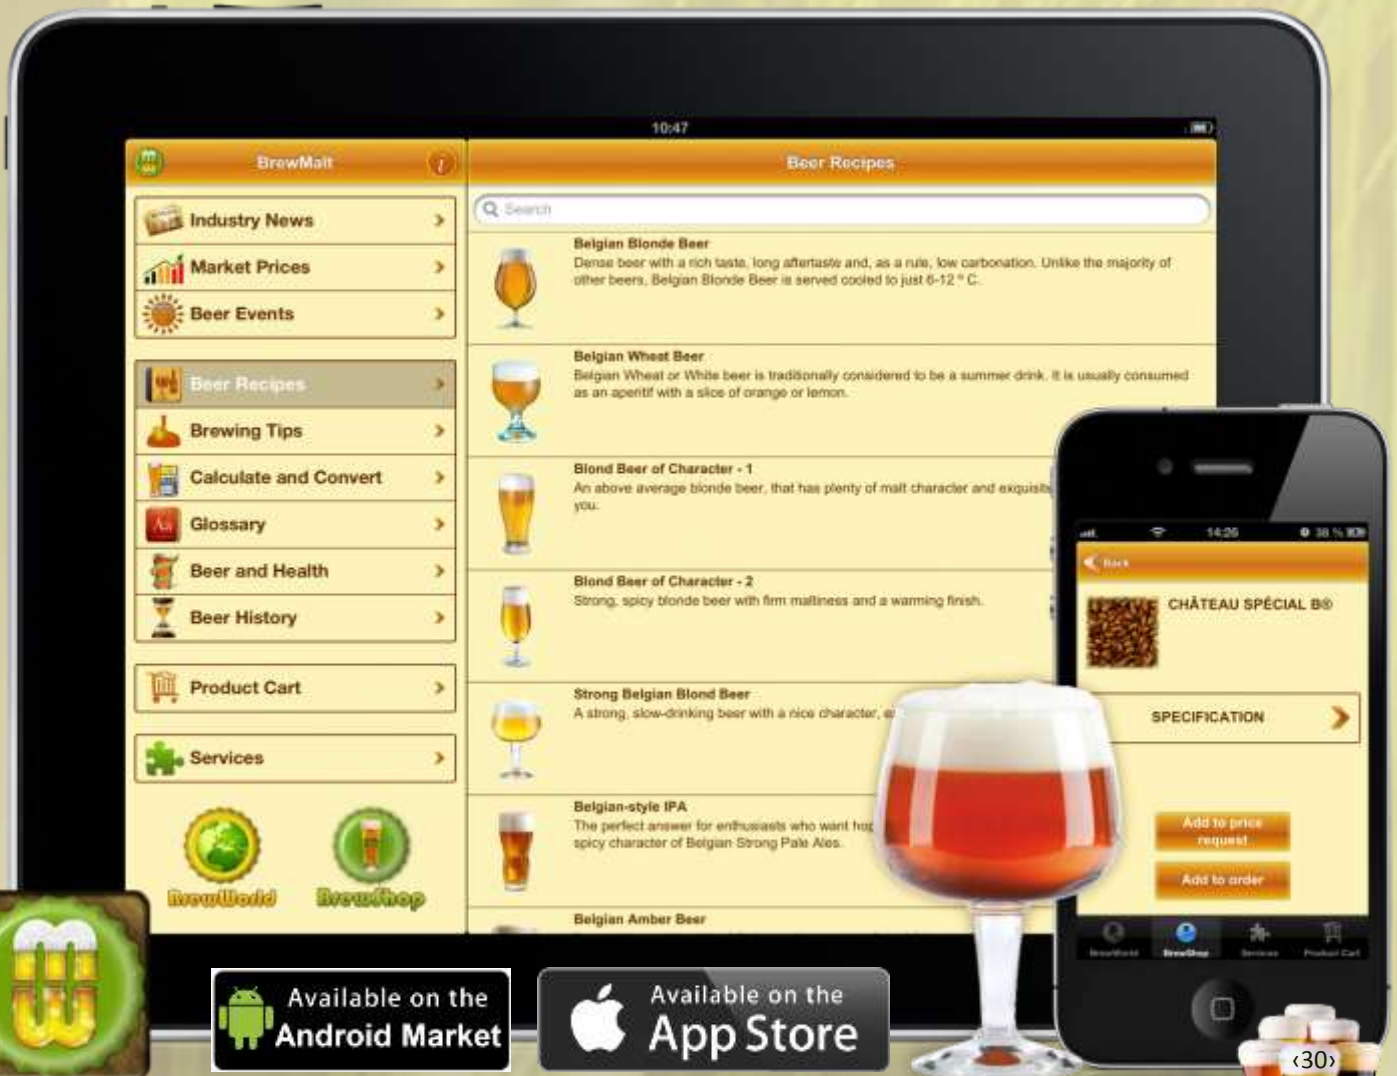 10:47
BrewMalt
i
Industry News
Market Prices
Beer Events
Beer Recipes
Brewing Tips
Calculate and Convert
Aa
Glossary
Beer and Health
Beer History
Product Cart
Services
BrewWorld
BrewShop
Beer Recipes
Search
Belgian Blonde Beer
Dense beer with a rich taste, long aftertaste and, as a rule, low carbonation. Unlike the majority of
other beers, Belgian Blonde Beer is served cooled to just 6-12 º C.
Belgian Wheat Beer
Belgian Wheat or White beer is traditionally considered to be a summer drink. It is usually consumed
as an aperitif with a slice of orange or lemon.
Blond Beer of Character - 1
An above average blonde beer, that has plenty of malt character and
you.
Blond Beer of Character - 2
Strong, spicy blonde beer with firm maltiness and a warming finish.
Strong Belgian Blond Beer
A strong, slow-drinking beer with a nice character,
Belgian-style IPA
The perfect answer for enthusiasts who want
spicy character of Belgian Strong Pale Ales.
Belgian Amber Beer
14:26
38 %
Back
CHÂTEAU SPÉCIAL B®
SPECIFICATION
Add to price
request
Add to order
BrewWorld
BrewShop
Services
Product Cart
Available on the
Android Market
Available on the
App Store
‹30›